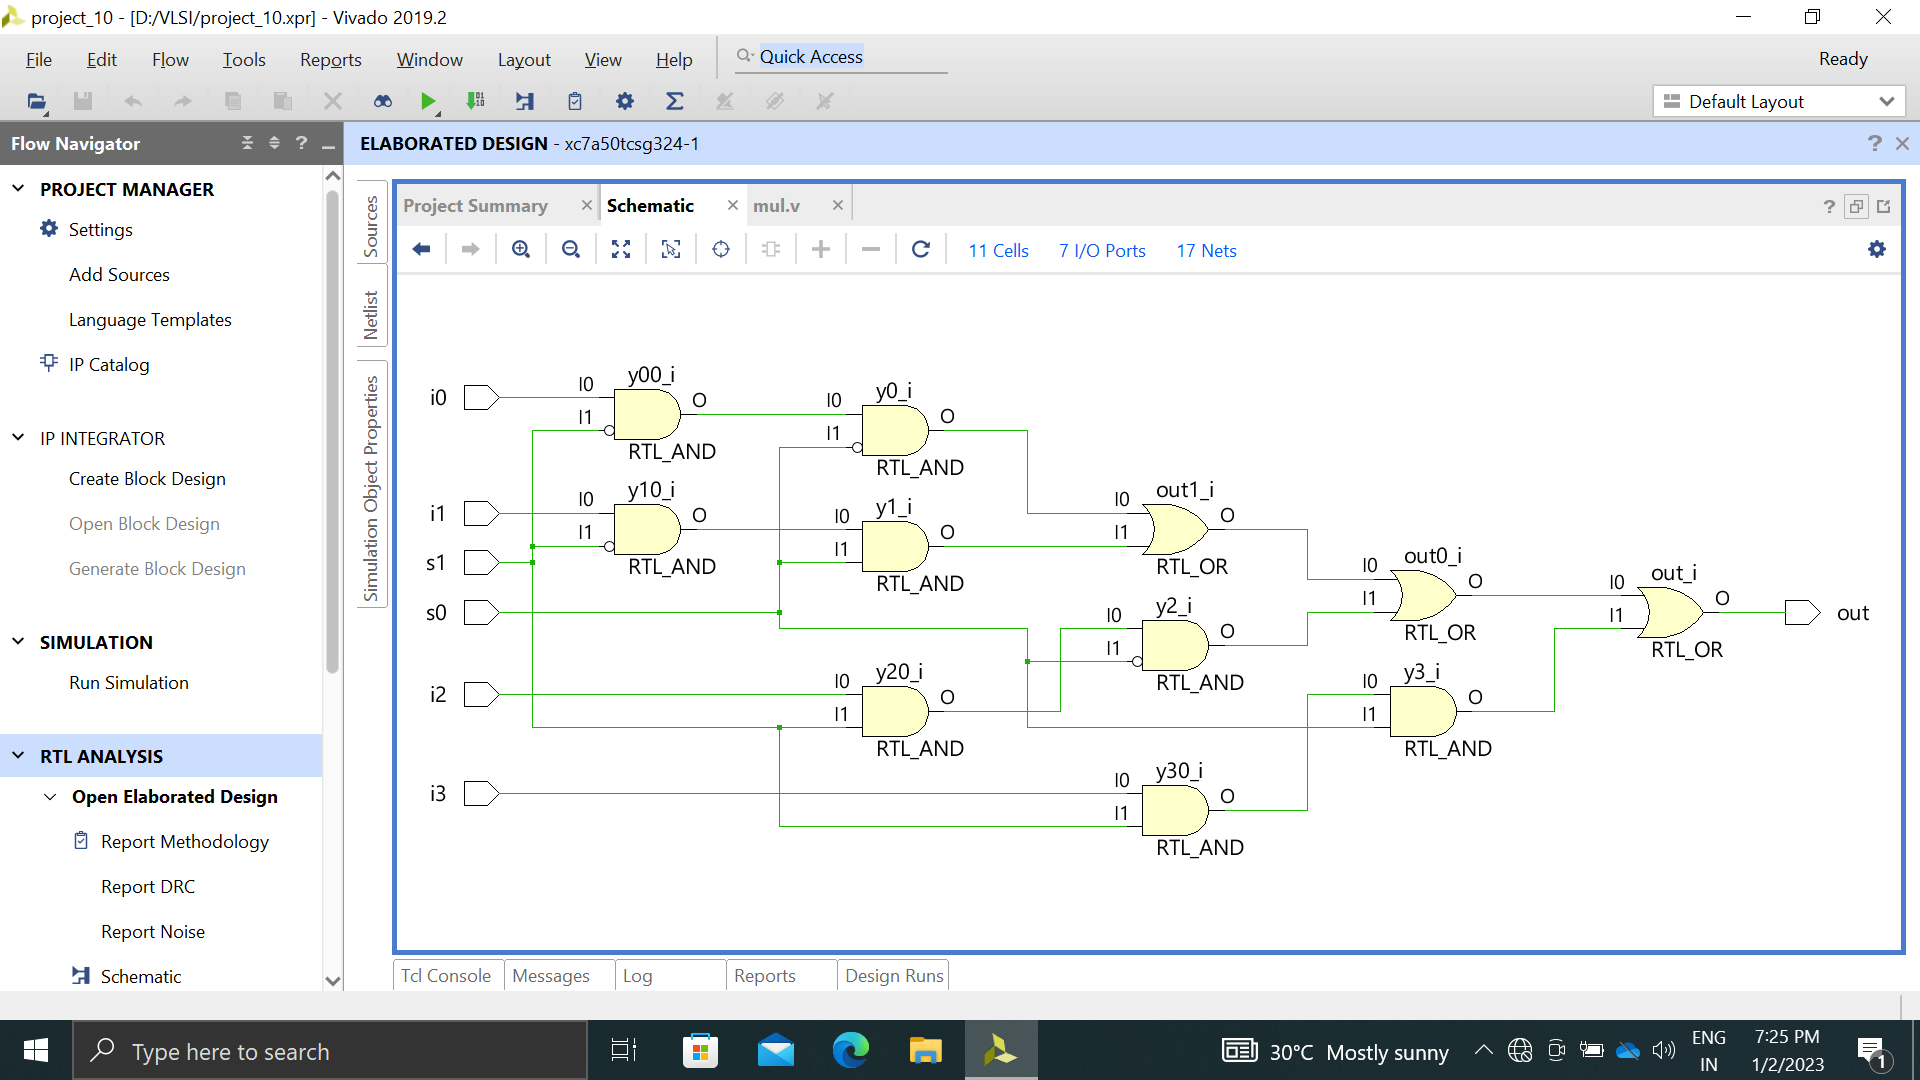 project_10 - [D:/VLSI/project_10.xpr] - Vivado 2019.2
File Edit Flow Tools Reports Window Layout View Help Quick Access Ready
Default Layout
Flow Navigator ?
ELABORATED DESIGN - xc7a50tcsg324-1 ?
PROJECT MANAGER
Settings
Add Sources
Language Templates
IP Catalog
IP INTEGRATOR
Create Block Design
Open Block Design
Generate Block Design
SIMULATION
Run Simulation
RTL ANALYSIS
Open Elaborated Design
Report Methodology
Report DRC
Report Noise
Schematic
Sources
Netlist
Simulation Object Properties
Project Summary Schematic mul.v ?
11 Cells 7 I/O Ports 17 Nets
i0
I0 y00_i O
I1
RTL_AND
I0 y0_i O
I1
RTL_AND
i1
I0 y10_i O
I1
RTL_AND
I0 y1_i O
I1
RTL_AND
s1
s0
I0 out1_i O
I1
RTL_OR
I0 out0_i O
I1
RTL_OR
I0 out_i O
I1
RTL_OR
out
I0 y2_i O
I1
RTL_AND
i2
I0 y20_i O
I1
RTL_AND
I0 y3_i O
I1
RTL_AND
i3
I0 y30_i O
I1
RTL_AND
Tcl Console Messages Log Reports Design Runs
Type here to search
30°C Mostly sunny
ENG
IN
7:25 PM
1/2/2023
1